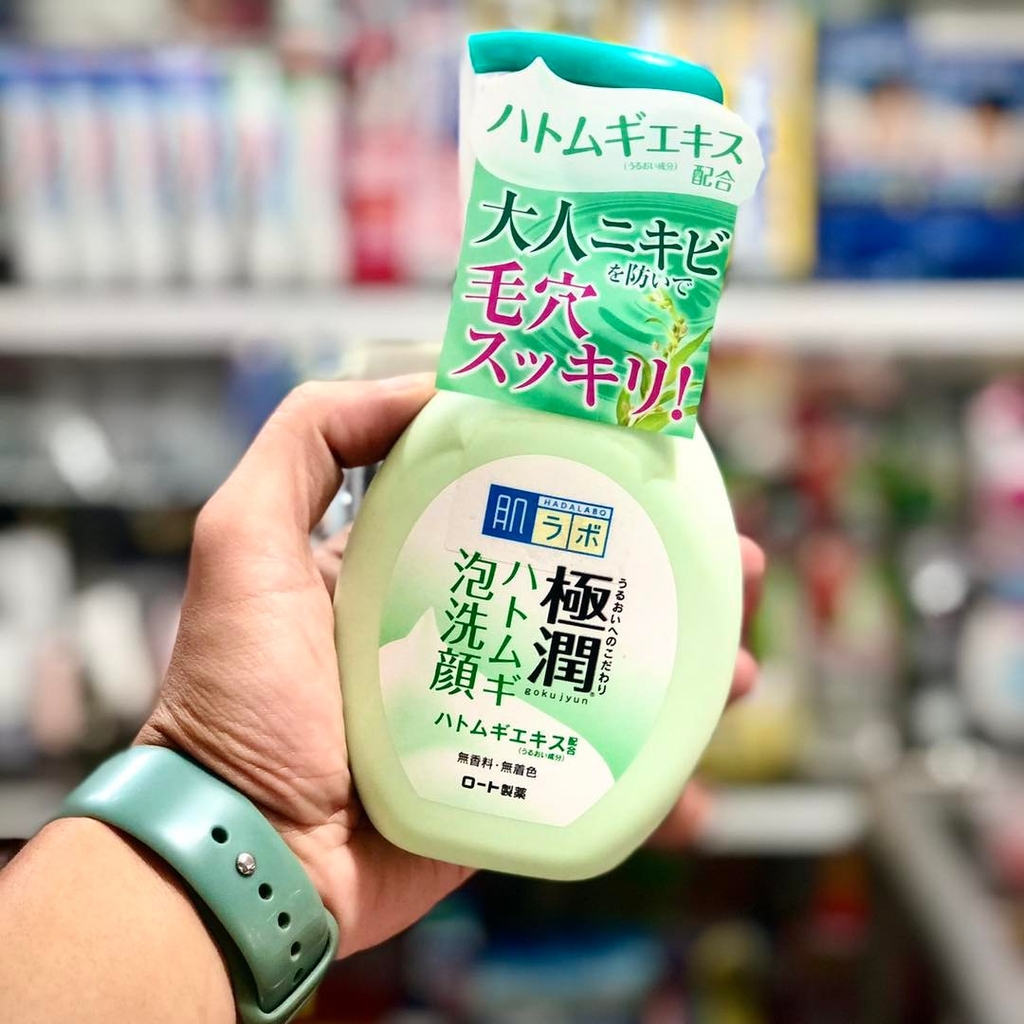 ハトムギエキス
(うるおい成分)
配合
大人ニキビ
を防いで
毛穴
スッキリ!
肌ラボ
HADALABO
うるおいへのこだわり
極潤®
gokujyun
ハトムギ
泡洗顔
ハトムギエキス配合
(うるおい成分)
無香料・無着色
ロート製薬